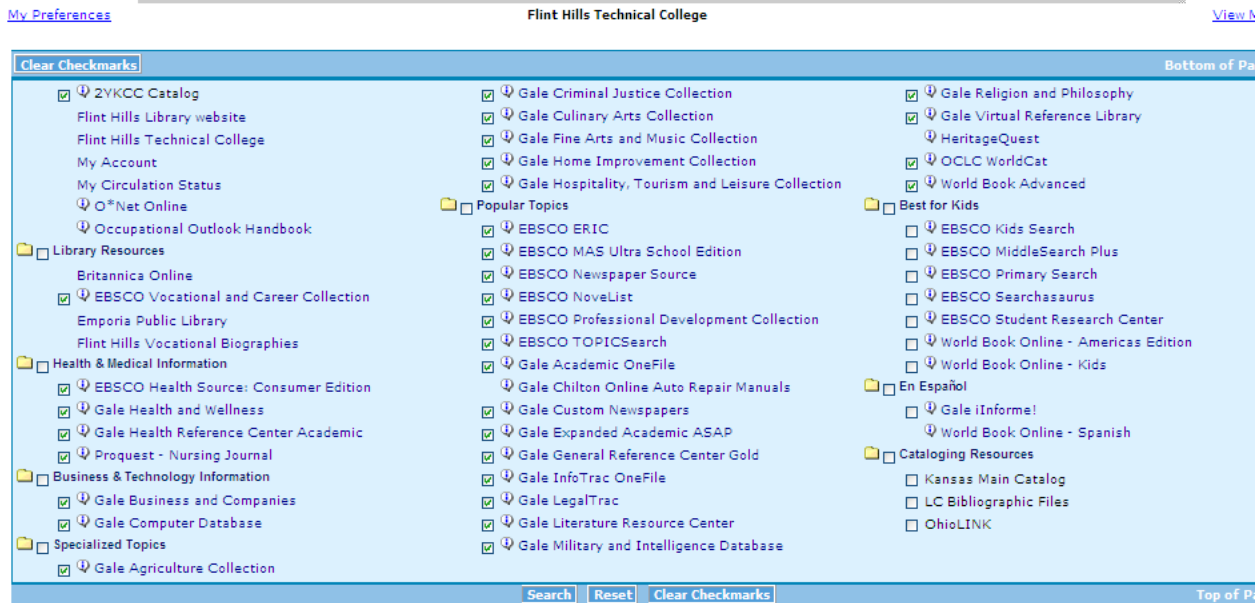 My Preferences
Flint Hills Technical College
View M
Clear Checkmarks
Bottom of Pa
2YKCC Catalog
Flint Hills Library website
Flint Hills Technical College
My Account
My Circulation Status
O*Net Online
Occupational Outlook Handbook
Library Resources
Britannica Online
EBSCO Vocational and Career Collection
Emporia Public Library
Flint Hills Vocational Biographies
Health & Medical Information
EBSCO Health Source: Consumer Edition
Gale Health and Wellness
Gale Health Reference Center Academic
Proquest - Nursing Journal
Business & Technology Information
Gale Business and Companies
Gale Computer Database
Specialized Topics
Gale Agriculture Collection
Gale Criminal Justice Collection
Gale Culinary Arts Collection
Gale Fine Arts and Music Collection
Gale Home Improvement Collection
Gale Hospitality, Tourism and Leisure Collection
Popular Topics
EBSCO ERIC
EBSCO MAS Ultra School Edition
EBSCO Newspaper Source
EBSCO NoveList
EBSCO Professional Development Collection
EBSCO TOPICSearch
Gale Academic OneFile
Gale Chilton Online Auto Repair Manuals
Gale Custom Newspapers
Gale Expanded Academic ASAP
Gale General Reference Center Gold
Gale InfoTrac OneFile
Gale LegalTrac
Gale Literature Resource Center
Gale Military and Intelligence Database
Gale Religion and Philosophy
Gale Virtual Reference Library
HeritageQuest
OCLC WorldCat
World Book Advanced
Best for Kids
EBSCO Kids Search
EBSCO MiddleSearch Plus
EBSCO Primary Search
EBSCO Searchasaurus
EBSCO Student Research Center
World Book Online - Americas Edition
World Book Online - Kids
En Español
Gale iInforme!
World Book Online - Spanish
Cataloging Resources
Kansas Main Catalog
LC Bibliographic Files
OhioLINK
Search Reset Clear Checkmarks
Top of Pa